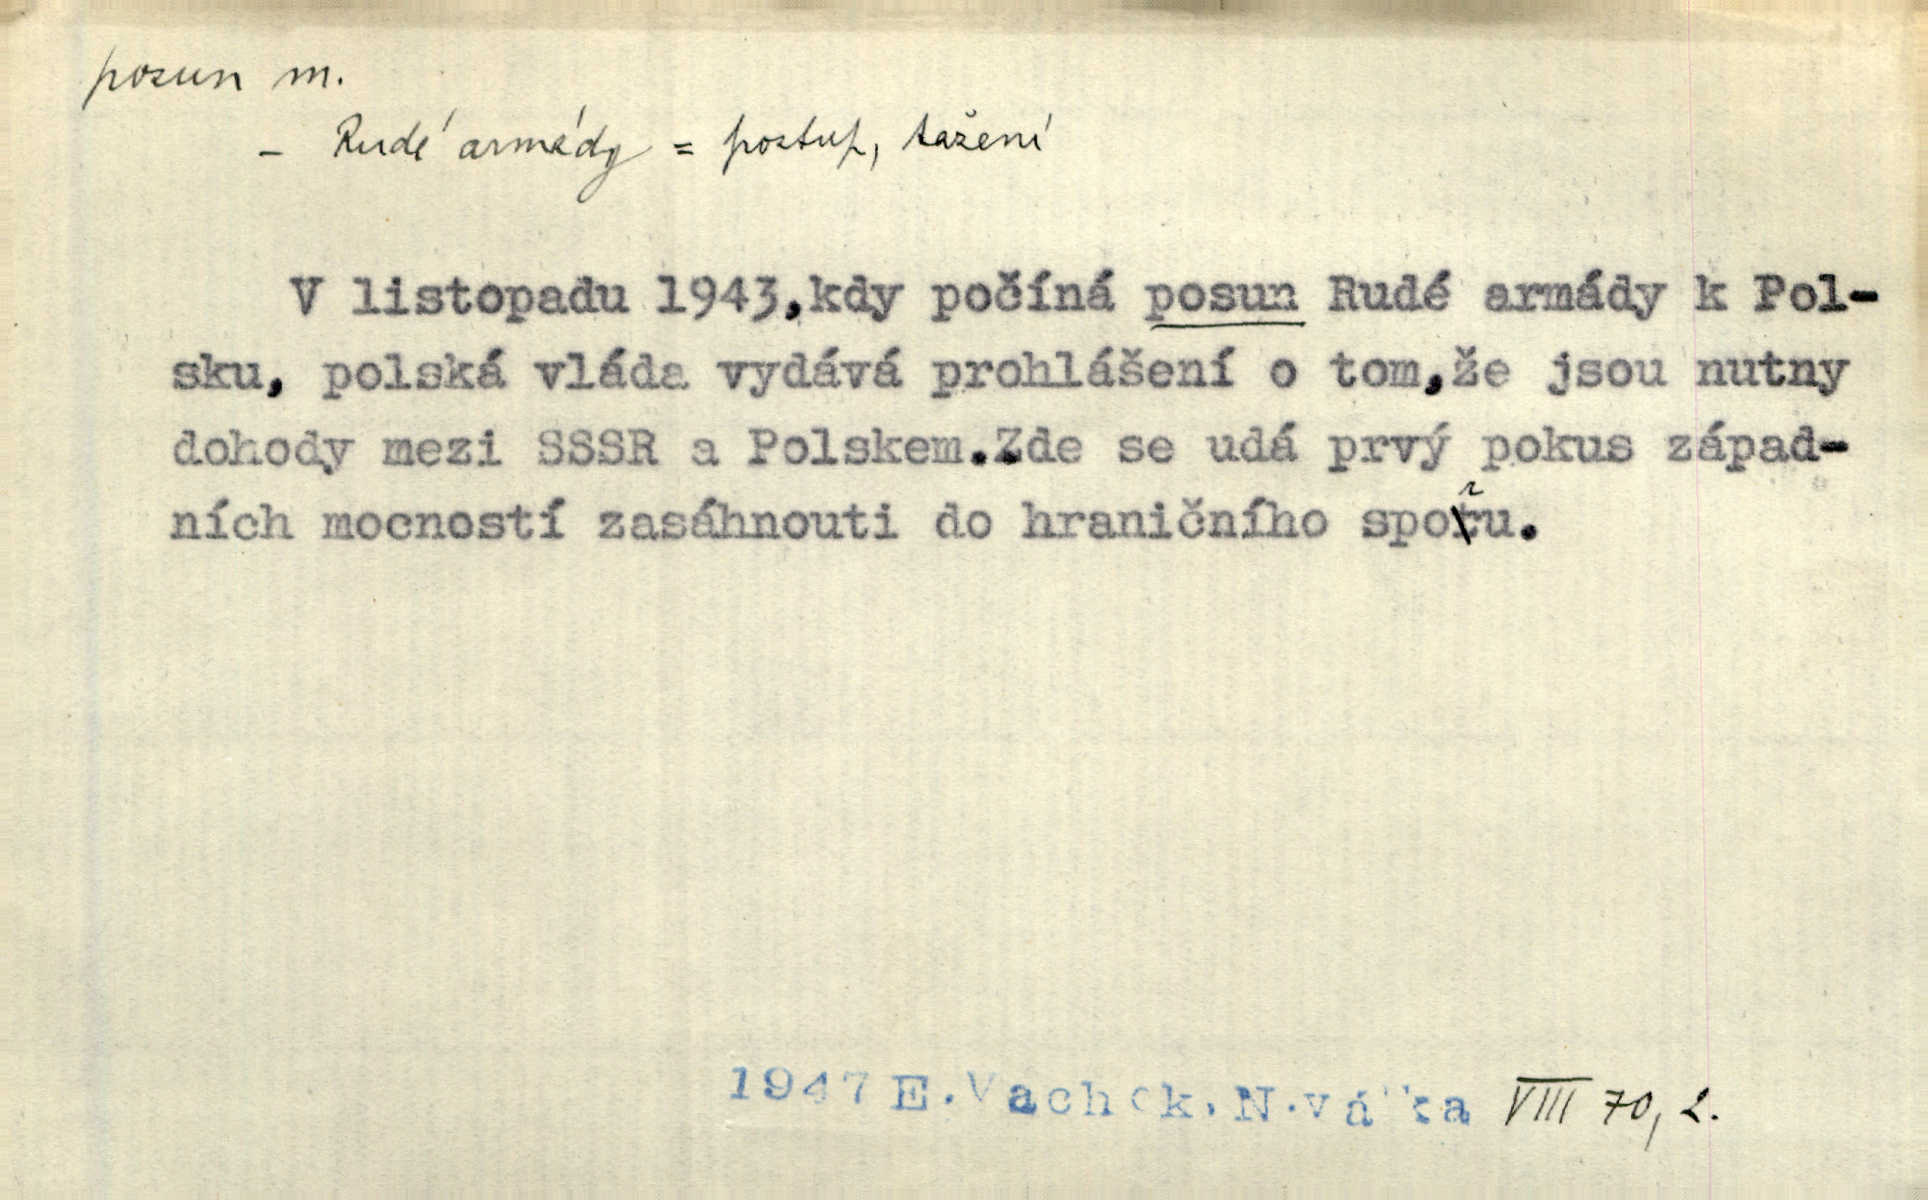 posun m.
– Rudé armády = postup, tažení
V listopadu 1943,kdy počíná posun Rudé armády k Pol-
sku, polská vláda vydává prohlášení o tom,že jsou nutny
dohody mezi SSSR a Polskem.Zde se udá prvý pokus západ-
ních mocností zasáhnouti do hraničního sporu.
1947 E.Vachek. N.válka VIII 70, 2.